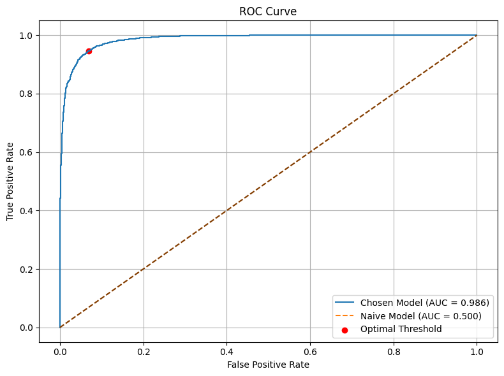 ROC Curve
True Positive Rate
1.0
0.8
0.6
0.4
0.2
0.0
0.0 0.2 0.4 0.6 0.8 1.0
False Positive Rate
Chosen Model (AUC = 0.986)
Naive Model (AUC = 0.500)
Optimal Threshold